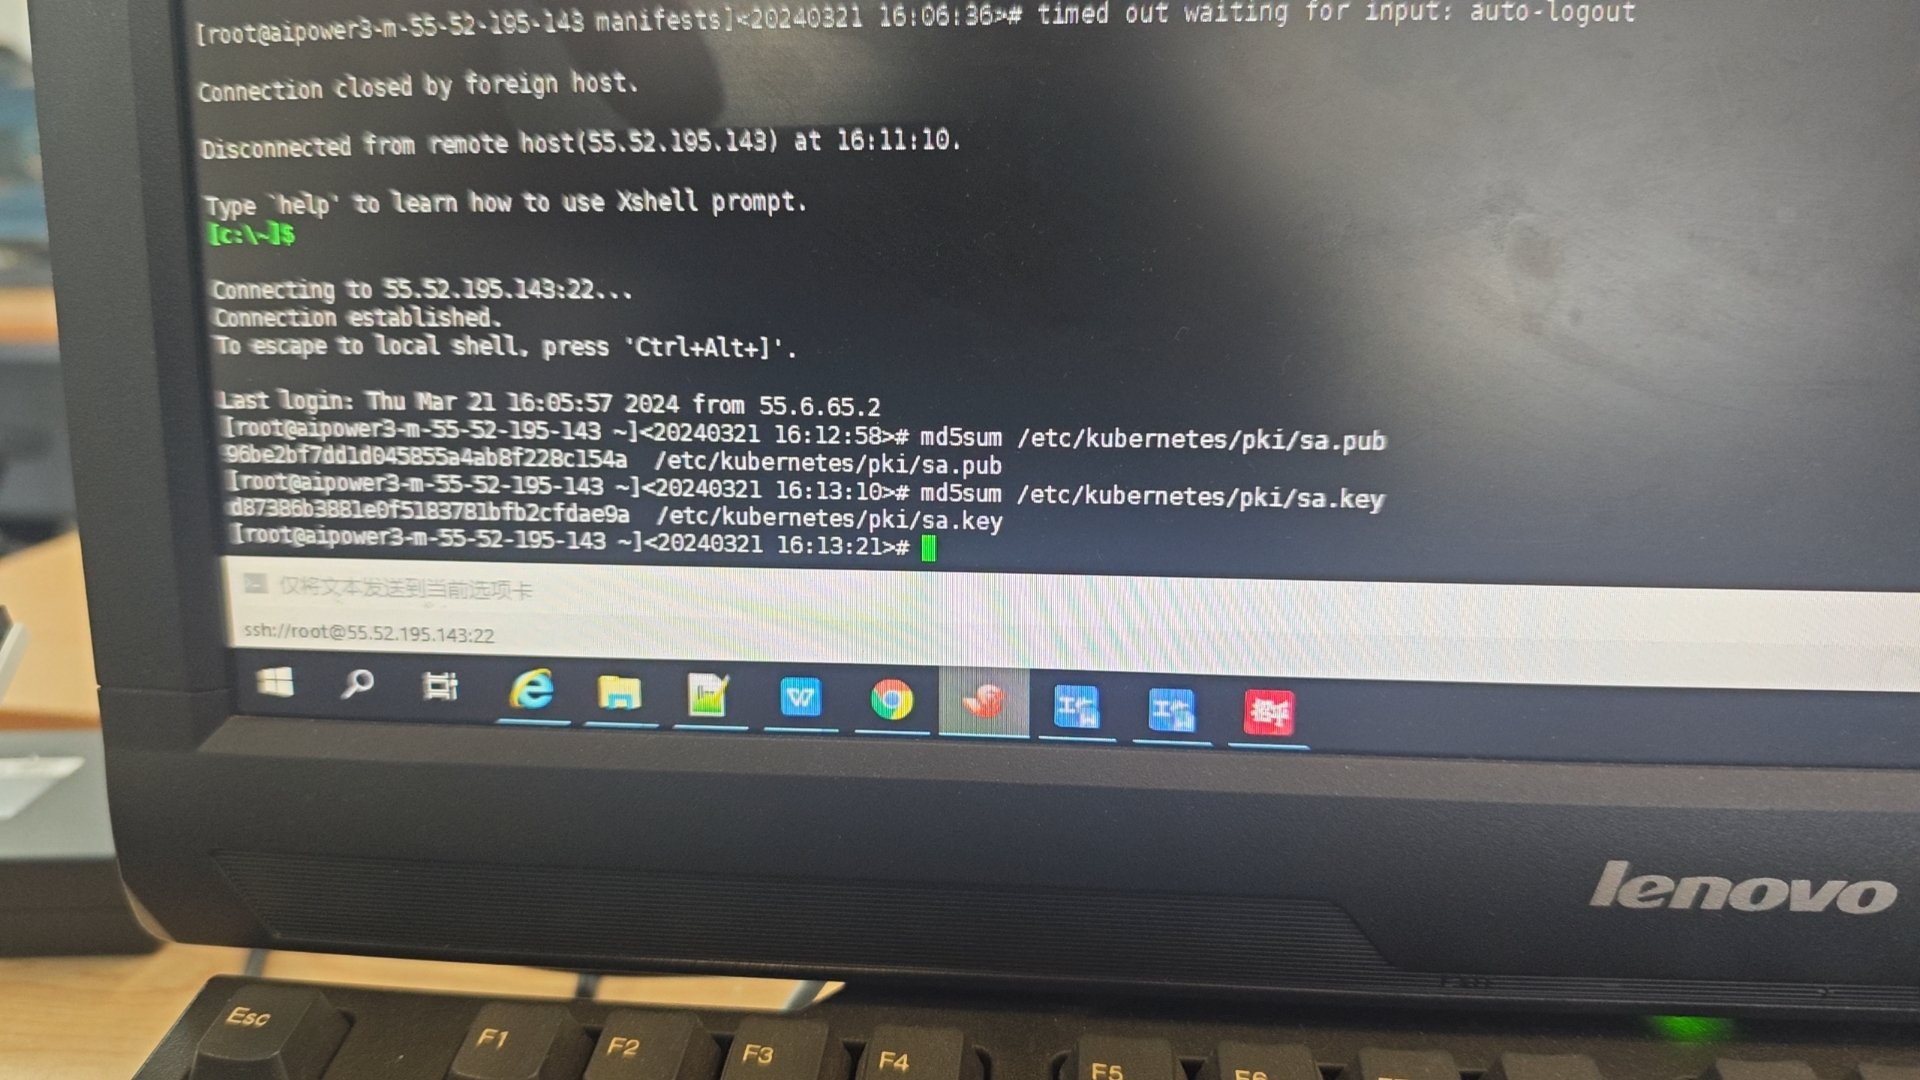 [root@aipower3-m-55-52-195-143 manifests]<20240321 16:06:36># timed out waiting for input: auto-logout
Connection closed by foreign host.
Disconnected from remote host(55.52.195.143) at 16:11:10.
Type `help' to learn how to use Xshell prompt.
[c:\~]$
Connecting to 55.52.195.143:22...
Connection established.
To escape to local shell, press 'Ctrl+Alt+]'.
Last login: Thu Mar 21 16:05:57 2024 from 55.6.65.2
[root@aipower3-m-55-52-195-143 ~]<20240321 16:12:58># md5sum /etc/kubernetes/pki/sa.pub
96be2bf7dd1d045855a4ab8f228c154a  /etc/kubernetes/pki/sa.pub
[root@aipower3-m-55-52-195-143 ~]<20240321 16:13:10># md5sum /etc/kubernetes/pki/sa.key
d87386b3881e0f5183781bfb2cfdae9a  /etc/kubernetes/pki/sa.key
[root@aipower3-m-55-52-195-143 ~]<20240321 16:13:21>#
仅将文本发送到当前选项卡
ssh://root@55.52.195.143:22
lenovo
Esc F1 F2 F3 F4 F5 F6